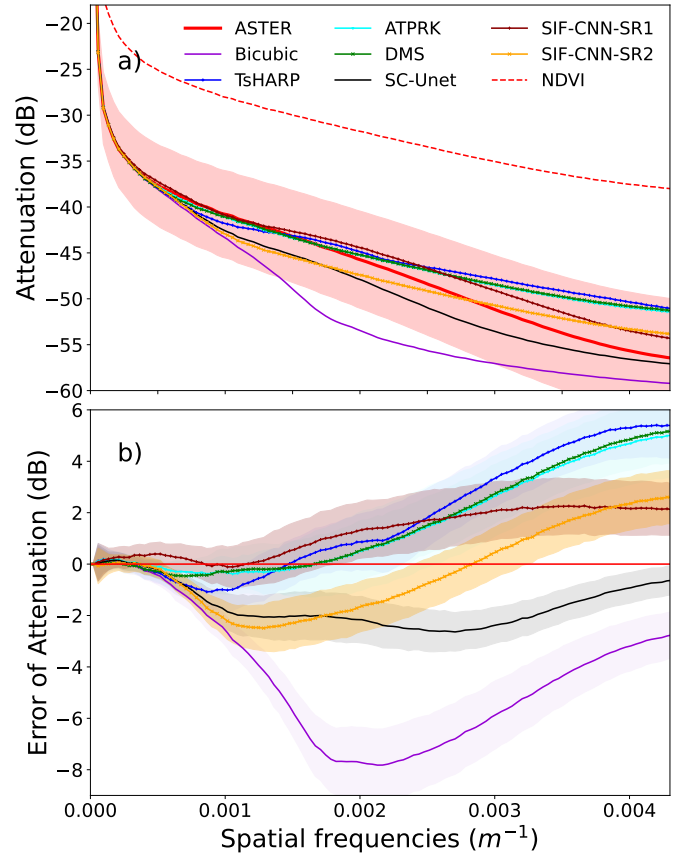 −20
−25
−30
−35
−40
−45
−50
−55
−60
Attenuation (dB)
a)
ASTER
Bicubic
TsHARP
ATPRK
DMS
SC-Unet
SIF-CNN-SR1
SIF-CNN-SR2
NDVI
6
4
2
0
−2
−4
−6
−8
Error of Attenuation (dB)
b)
0.000 0.001 0.002 0.003 0.004
Spatial frequencies (m⁻¹)